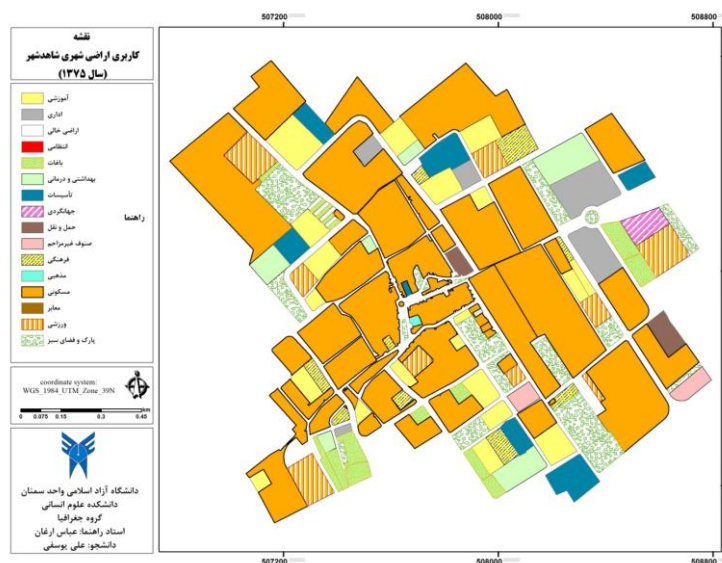 نقشه
کاربری اراضی شهری شاهدشهر
(سال ۱۳۷۵)
آموزشی
اداری
اراضی خالی
انتظامی
باغات
بهداشتی و درمانی
تأسیسات
جهانگردی
حمل و نقل
صنوف غیرمزاحم
فرهنگی
مذهبی
مسکونی
معابر
ورزشی
پارک و فضای سبز
راهنما
coordinate system:
WGS_1984_UTM_Zone_39N
km
0 0.075 0.15 0.3 0.45
دانشگاه آزاد اسلامی واحد سمنان
دانشکده علوم انسانی
گروه جغرافیا
استاد راهنما: عباس ارغان
دانشجو: علی یوسفی
507200 508000 508800
507200 508000 508800